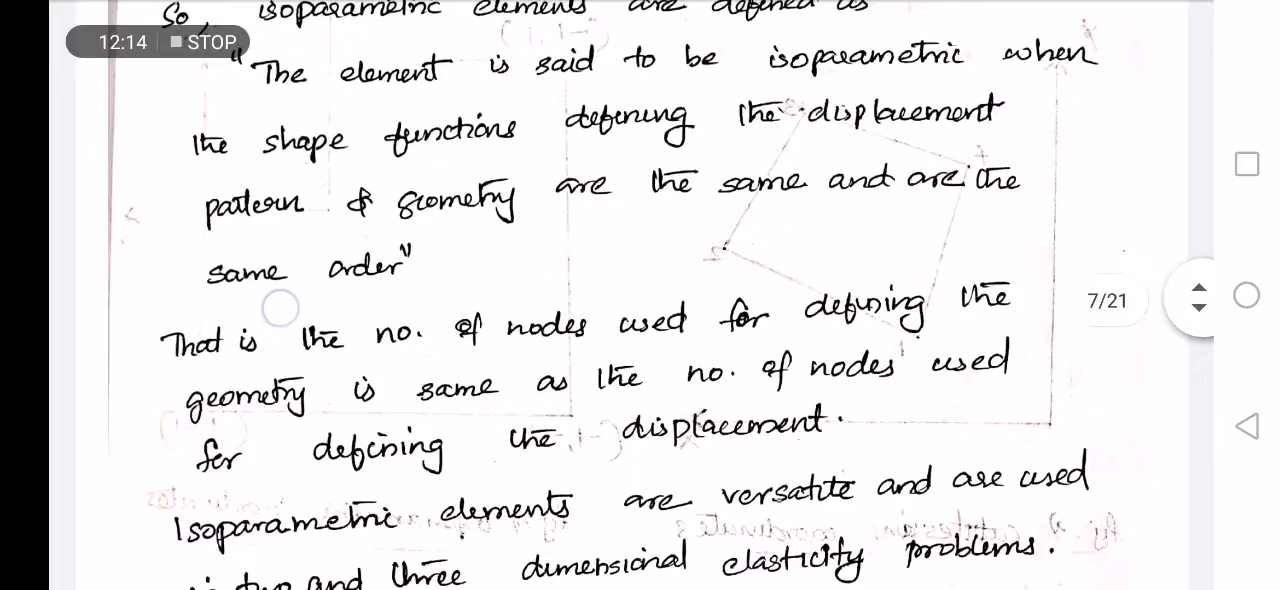 So, isoparametric elements are defined as
12:14 STOP
"The element is said to be isoparametric when
the shape functions defining the displacement
pattern & geometry are the same and are the
same order"
That is the no. of nodes used for defining the
geometry is same as the no. of nodes used
for defining the displacement.
Isoparametric elements are versatile and are used
in two and three dimensional elasticity problems.
7/21